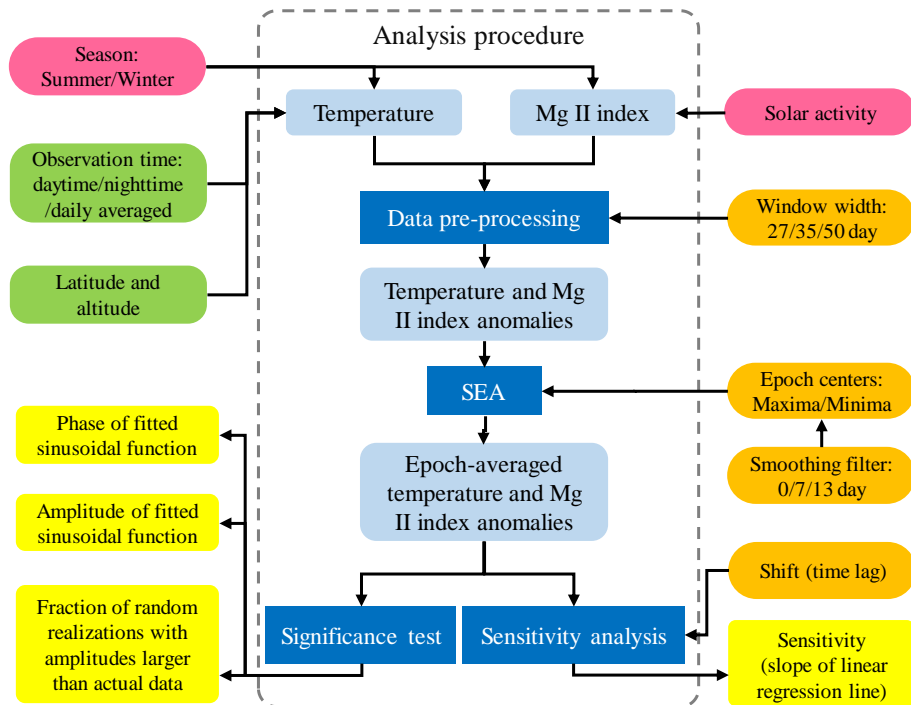 Analysis procedure
Season:
Summer/Winter
Temperature
Mg II index
Solar activity
Observation time:
daytime/nighttime
/daily averaged
Data pre-processing
Window width:
27/35/50 day
Latitude and
altitude
Temperature and Mg
II index anomalies
SEA
Epoch centers:
Maxima/Minima
Phase of fitted
sinusoidal function
Epoch-averaged
temperature and Mg
II index anomalies
Smoothing filter:
0/7/13 day
Amplitude of fitted
sinusoidal function
Shift (time lag)
Fraction of random
realizations with
amplitudes larger
than actual data
Significance test
Sensitivity analysis
Sensitivity
(slope of linear
regression line)